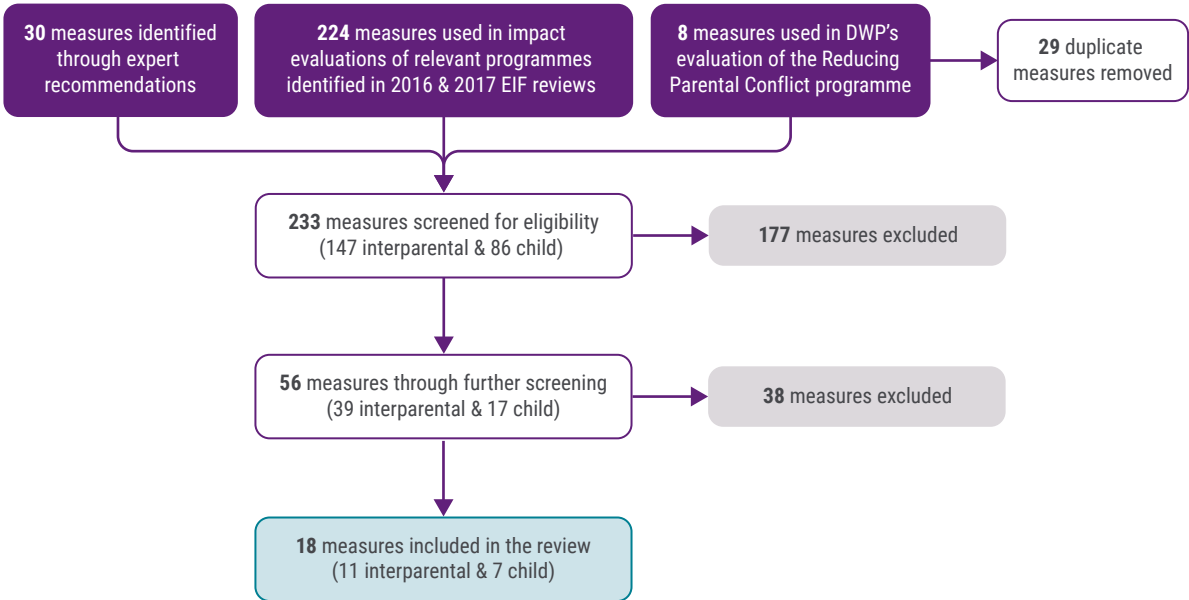 30 measures identified
through expert
recommendations
224 measures used in impact
evaluations of relevant programmes
identified in 2016 & 2017 EIF reviews
8 measures used in DWP's
evaluation of the Reducing
Parental Conflict programme
29 duplicate
measures removed
233 measures screened for eligibility
(147 interparental & 86 child)
177 measures excluded
56 measures through further screening
(39 interparental & 17 child)
38 measures excluded
18 measures included in the review
(11 interparental & 7 child)